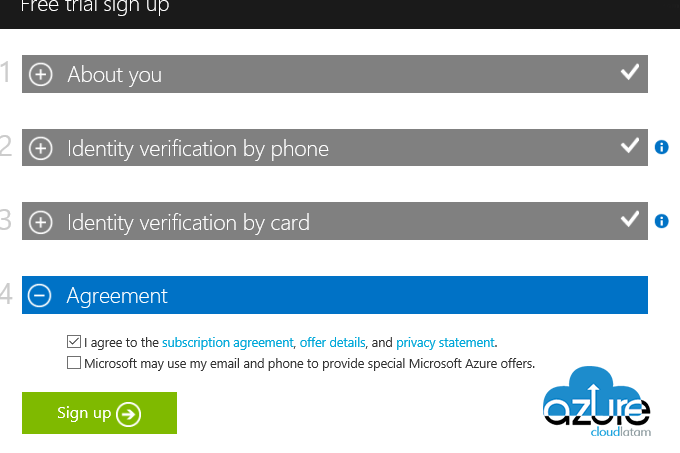 Free trial sign up
1 About you
2 Identity verification by phone
3 Identity verification by card
4 Agreement
I agree to the subscription agreement, offer details, and privacy statement.
Microsoft may use my email and phone to provide special Microsoft Azure offers.
Sign up
azure
cloudlatam